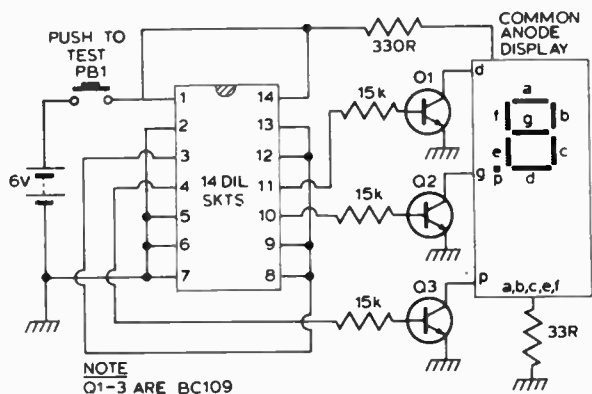 PUSH TO
TEST
PB1
6V
1
2
3
4
5
6
7
14
13
12
11
10
9
8
14 DIL
SKTS
330R
15k
15k
15k
Q1
Q2
Q3
COMMON
ANODE
DISPLAY
d
g
p
a
f
g
b
e
c
p
d
a,b,c,e,f
33R
NOTE
Q1-3 ARE BC109